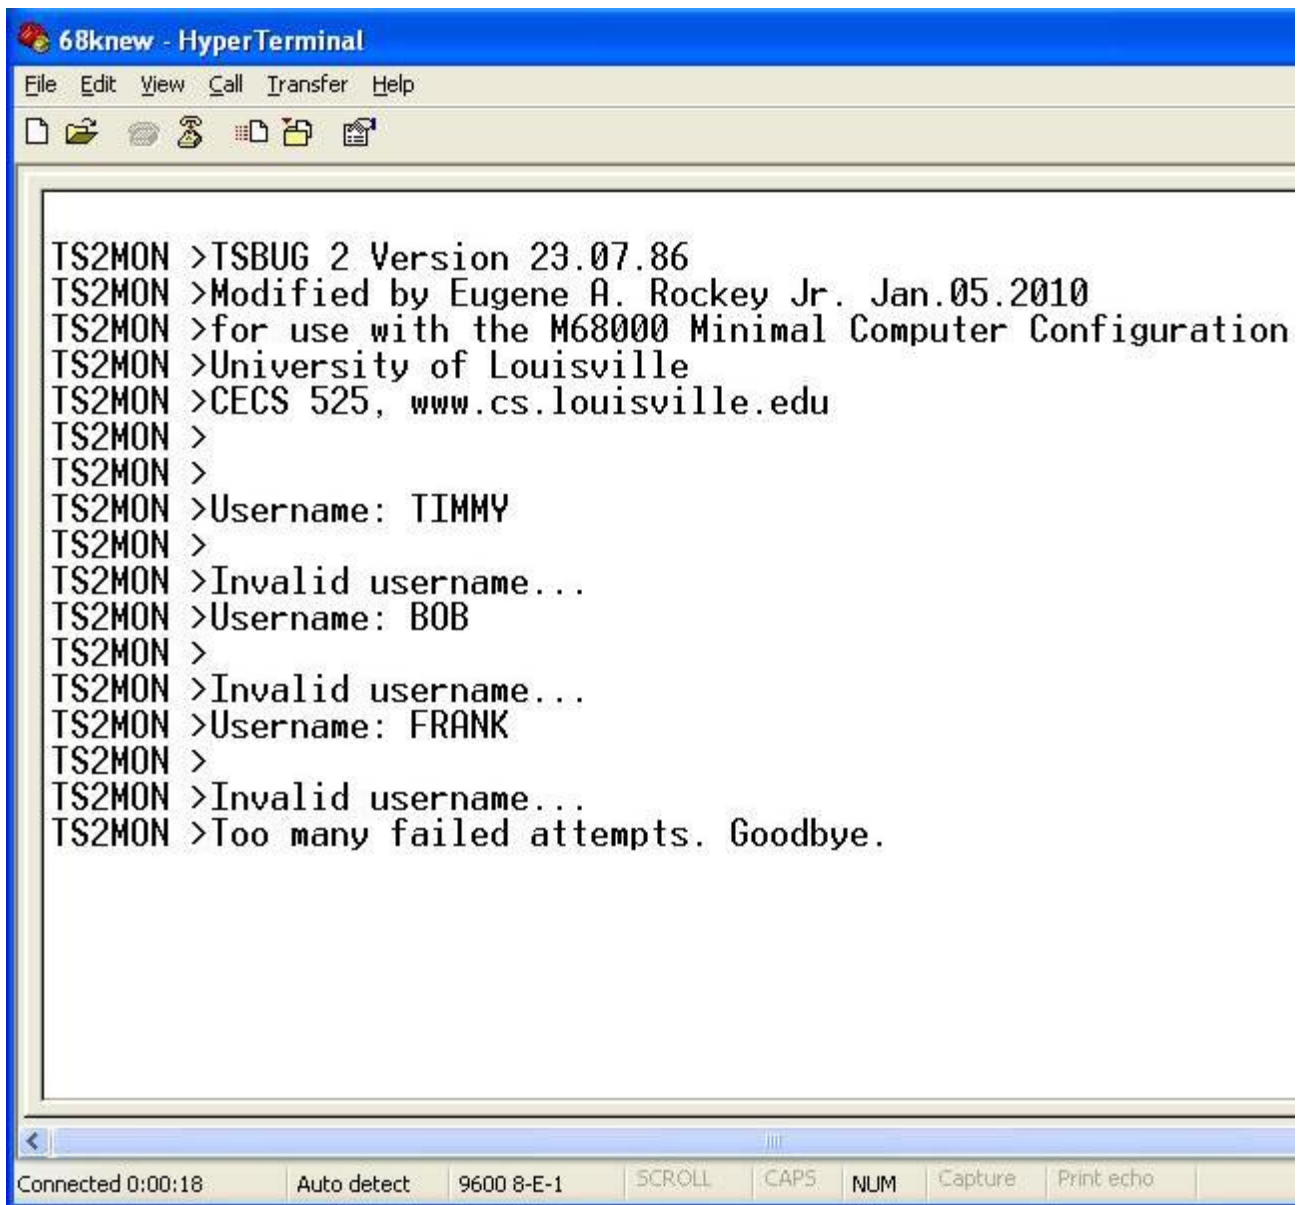 68knew - HyperTerminal
File Edit View Call Transfer Help
TS2MON >TSBUG 2 Version 23.07.86
TS2MON >Modified by Eugene A. Rockey Jr. Jan.05.2010
TS2MON >for use with the M68000 Minimal Computer Configuration
TS2MON >University of Louisville
TS2MON >CECS 525, www.cs.louisville.edu
TS2MON >
TS2MON >
TS2MON >Username: TIMMY
TS2MON >
TS2MON >Invalid username...
TS2MON >Username: BOB
TS2MON >
TS2MON >Invalid username...
TS2MON >Username: FRANK
TS2MON >
TS2MON >Invalid username...
TS2MON >Too many failed attempts. Goodbye.
Connected 0:00:18 Auto detect 9600 8-E-1 SCROLL CAPS NUM Capture Print echo